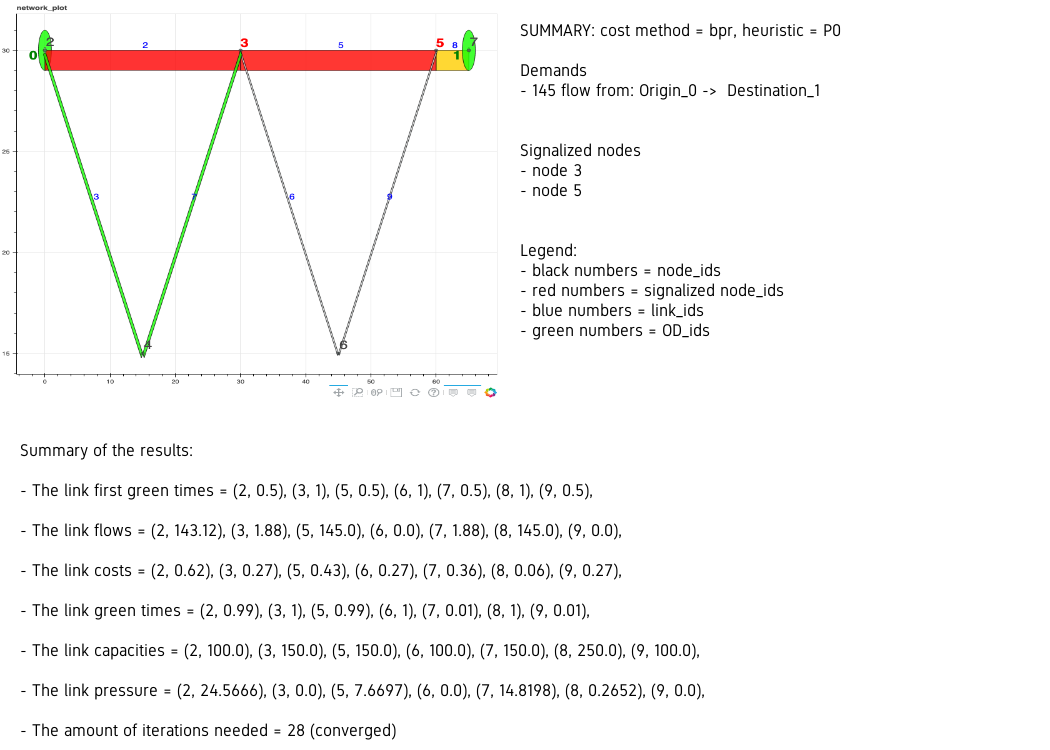 network_plot
2
5
8
2
3
5
7
0
1
3
7
6
9
4
6
30
25
20
15
0
10
20
30
40
50
60
SUMMARY: cost method = bpr, heuristic = P0
Demands
- 145 flow from: Origin_0 -> Destination_1
Signalized nodes
- node 3
- node 5
Legend:
- black numbers = node_ids
- red numbers = signalized node_ids
- blue numbers = link_ids
- green numbers = OD_ids
Summary of the results:
- The link first green times = (2, 0.5), (3, 1), (5, 0.5), (6, 1), (7, 0.5), (8, 1), (9, 0.5),
- The link flows = (2, 143.12), (3, 1.88), (5, 145.0), (6, 0.0), (7, 1.88), (8, 145.0), (9, 0.0),
- The link costs = (2, 0.62), (3, 0.27), (5, 0.43), (6, 0.27), (7, 0.36), (8, 0.06), (9, 0.27),
- The link green times = (2, 0.99), (3, 1), (5, 0.99), (6, 1), (7, 0.01), (8, 1), (9, 0.01),
- The link capacities = (2, 100.0), (3, 150.0), (5, 150.0), (6, 100.0), (7, 150.0), (8, 250.0), (9, 100.0),
- The link pressure = (2, 24.5666), (3, 0.0), (5, 7.6697), (6, 0.0), (7, 14.8198), (8, 0.2652), (9, 0.0),
- The amount of iterations needed = 28 (converged)